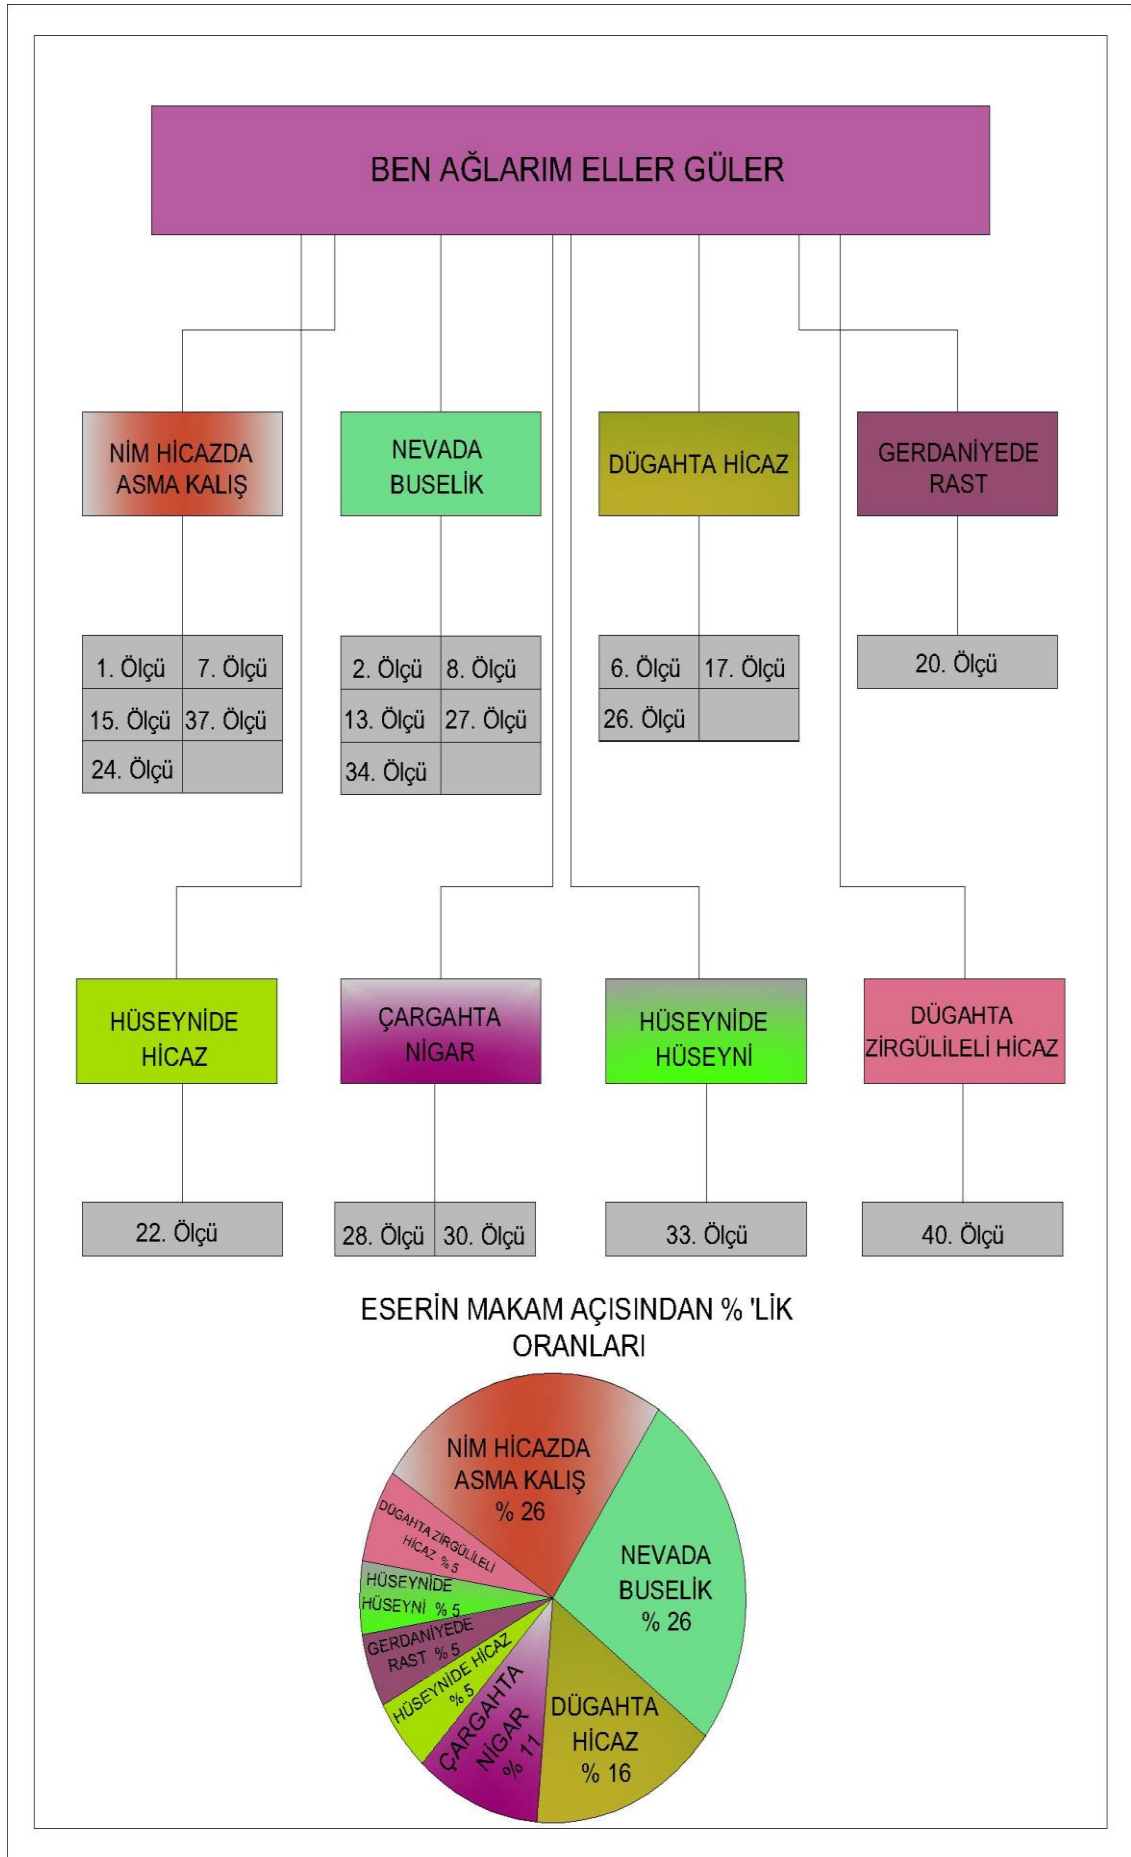 BEN AĞLARIM ELLER GÜLER
NİM HİCAZDA
ASMA KALIŞ
NEVADA
BUSELİK
DÜGAHTA HİCAZ
GERDANİYEDE
RAST
1. Ölçü
7. Ölçü
15. Ölçü
37. Ölçü
24. Ölçü
2. Ölçü
8. Ölçü
13. Ölçü
27. Ölçü
34. Ölçü
6. Ölçü
17. Ölçü
26. Ölçü
20. Ölçü
HÜSEYNİDE
HİCAZ
ÇARGAHTA
NİGAR
HÜSEYNİDE
HÜSEYNİ
DÜGAHTA
ZİRGÜLİLELİ HİCAZ
22. Ölçü
28. Ölçü
30. Ölçü
33. Ölçü
40. Ölçü
ESERİN MAKAM AÇISINDAN % 'LİK
ORANLARI
NİM HİCAZDA
ASMA KALIŞ
% 26
NEVADA
BUSELİK
% 26
DÜGAHTA
HİCAZ
% 16
ÇARGAHTA
NİGAR
% 11
HÜSEYNİDE HİCAZ
% 5
GERDANİYEDE
RAST % 5
HÜSEYNİDE
HÜSEYNİ % 5
DÜGAHTA ZİRGÜLİLELİ
HİCAZ % 5